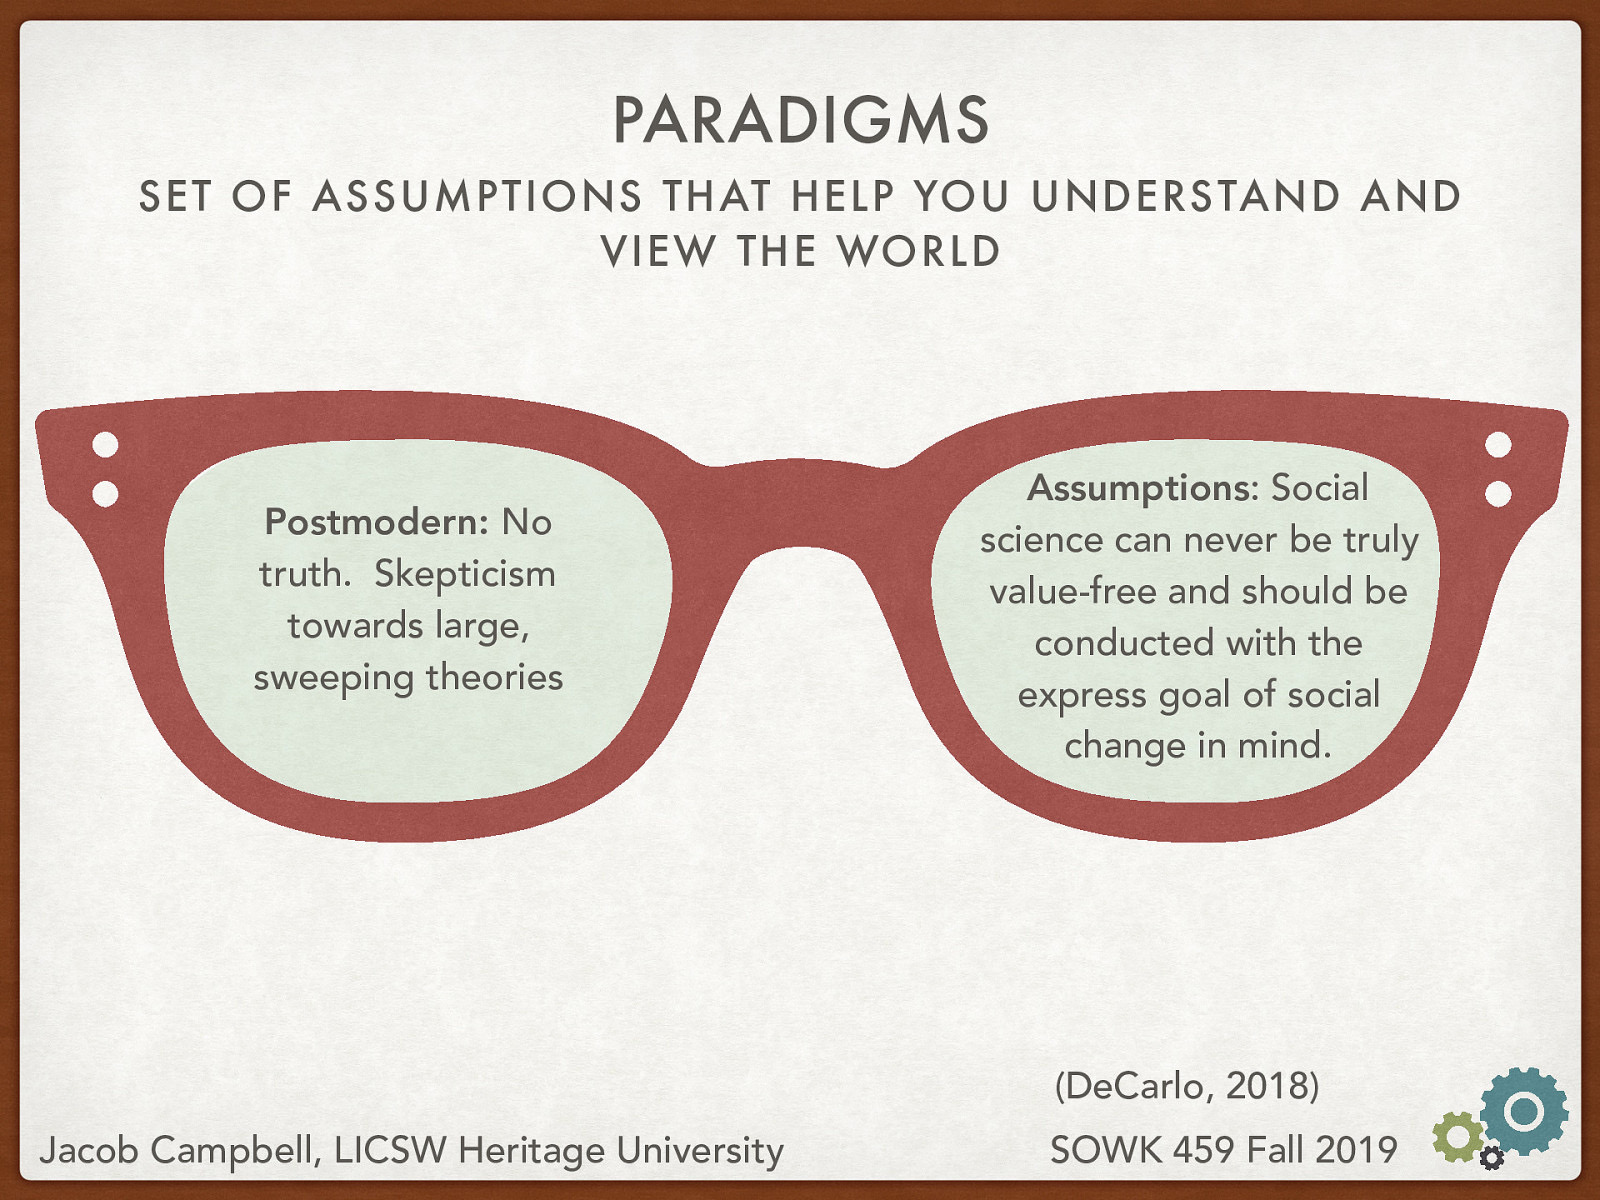 PARADIGMS
SET OF ASSUMPTIONS THAT HELP YOU UNDERSTAND AND
VIEW THE WORLD
Postmodern: No
truth.  Skepticism
towards large,
sweeping theories
Assumptions: Social
science can never be truly
value-free and should be
conducted with the
express goal of social
change in mind.
(DeCarlo, 2018)
Jacob Campbell, LICSW Heritage University
SOWK 459 Fall 2019